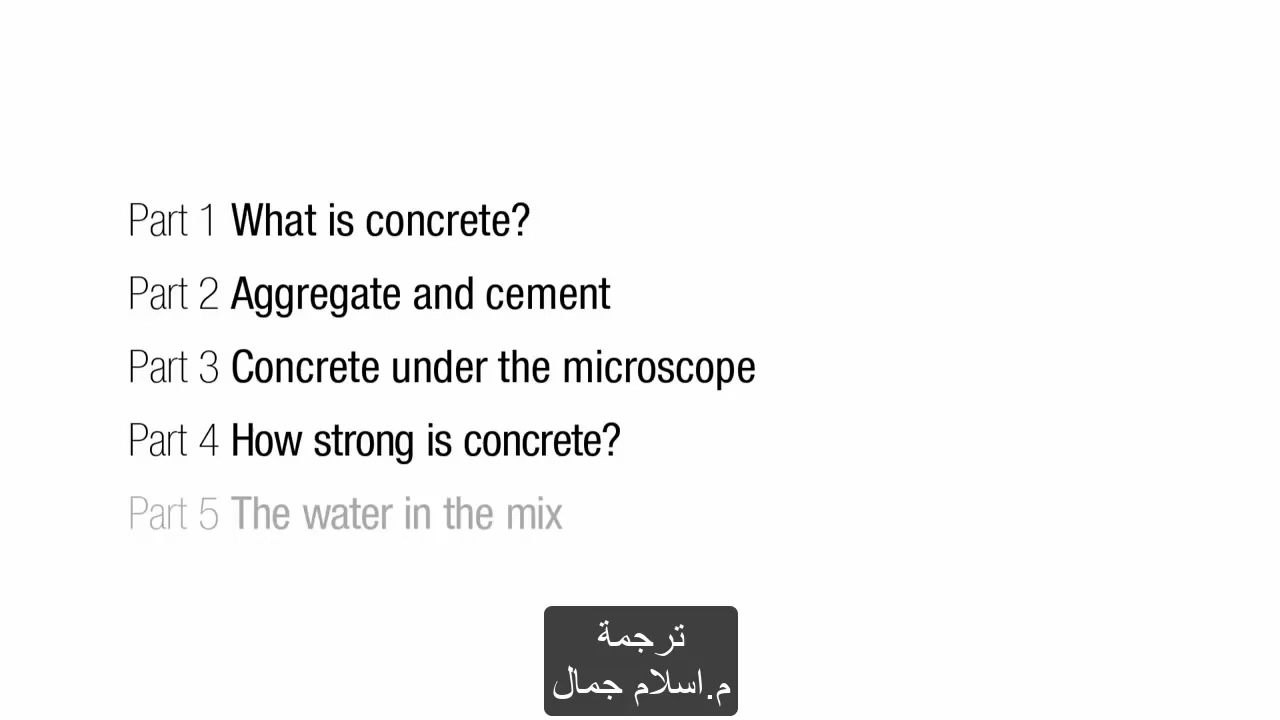 Part 1 What is concrete?
Part 2 Aggregate and cement
Part 3 Concrete under the microscope
Part 4 How strong is concrete?
Part 5 The water in the mix
ترجمة
م.اسلام جمال